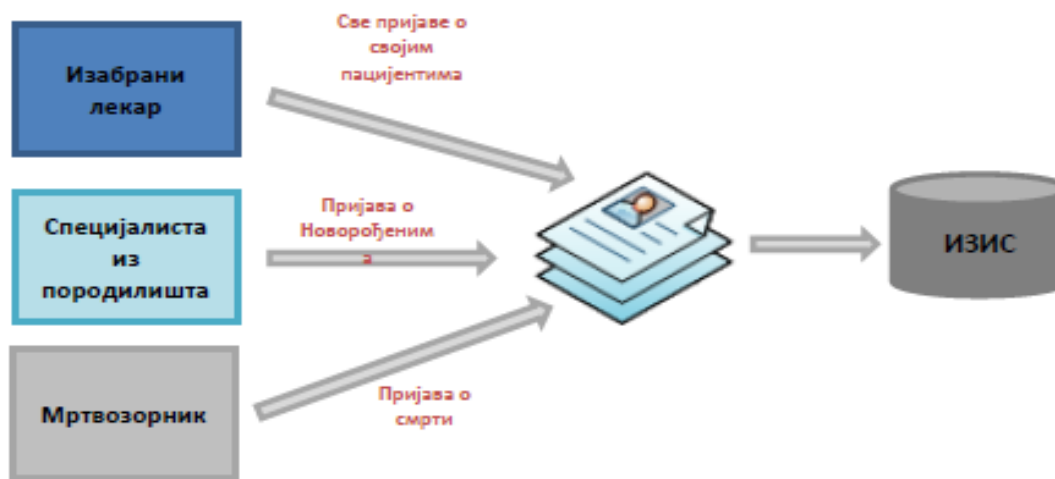 Све пријаве о
својим
пацијентима
Изабрани
лекар
Пријава о
Новорођеним
а
Специјалиста
из
породилишта
ИЗИС
Пријава о
смрти
Мртвозорник